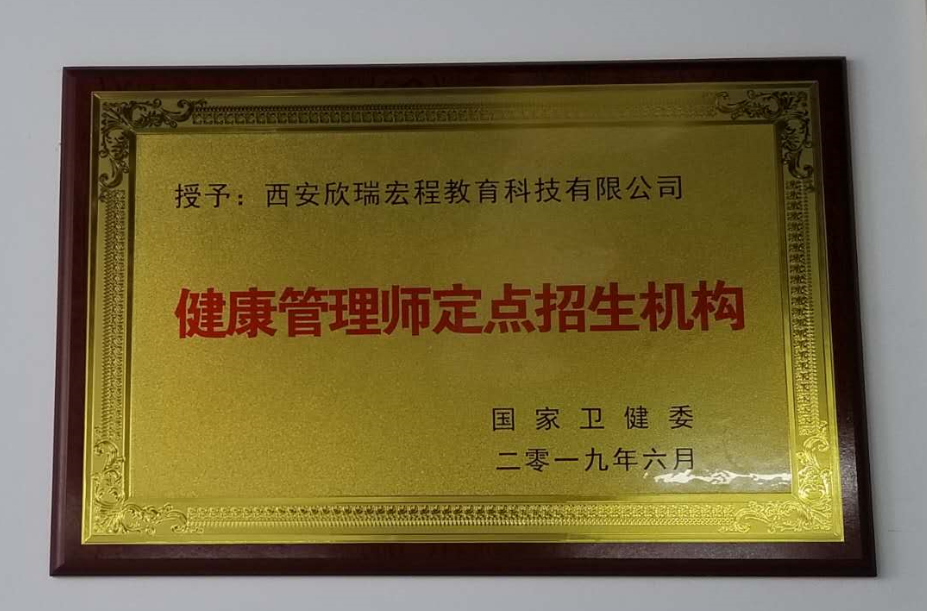 授予：西安欣瑞宏程教育科技有限公司
健康管理师定点招生机构
国家卫健委
二零一九年六月